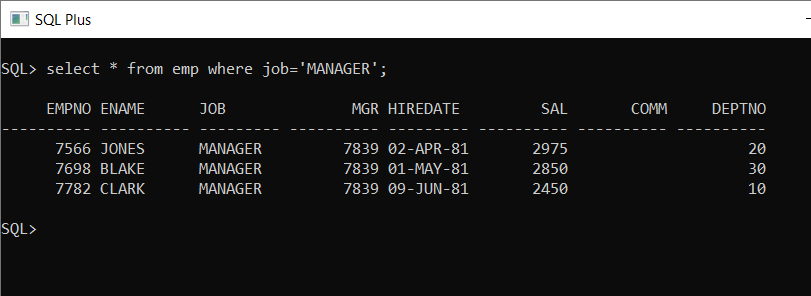 SQL Plus
SQL> select * from emp where job='MANAGER';
     EMPNO ENAME      JOB              MGR HIREDATE         SAL       COMM     DEPTNO
---------- ---------- --------- ---------- --------- ---------- ---------- ----------
      7566 JONES      MANAGER         7839 02-APR-81       2975                    20
      7698 BLAKE      MANAGER         7839 01-MAY-81       2850                    30
      7782 CLARK      MANAGER         7839 09-JUN-81       2450                    10
SQL>